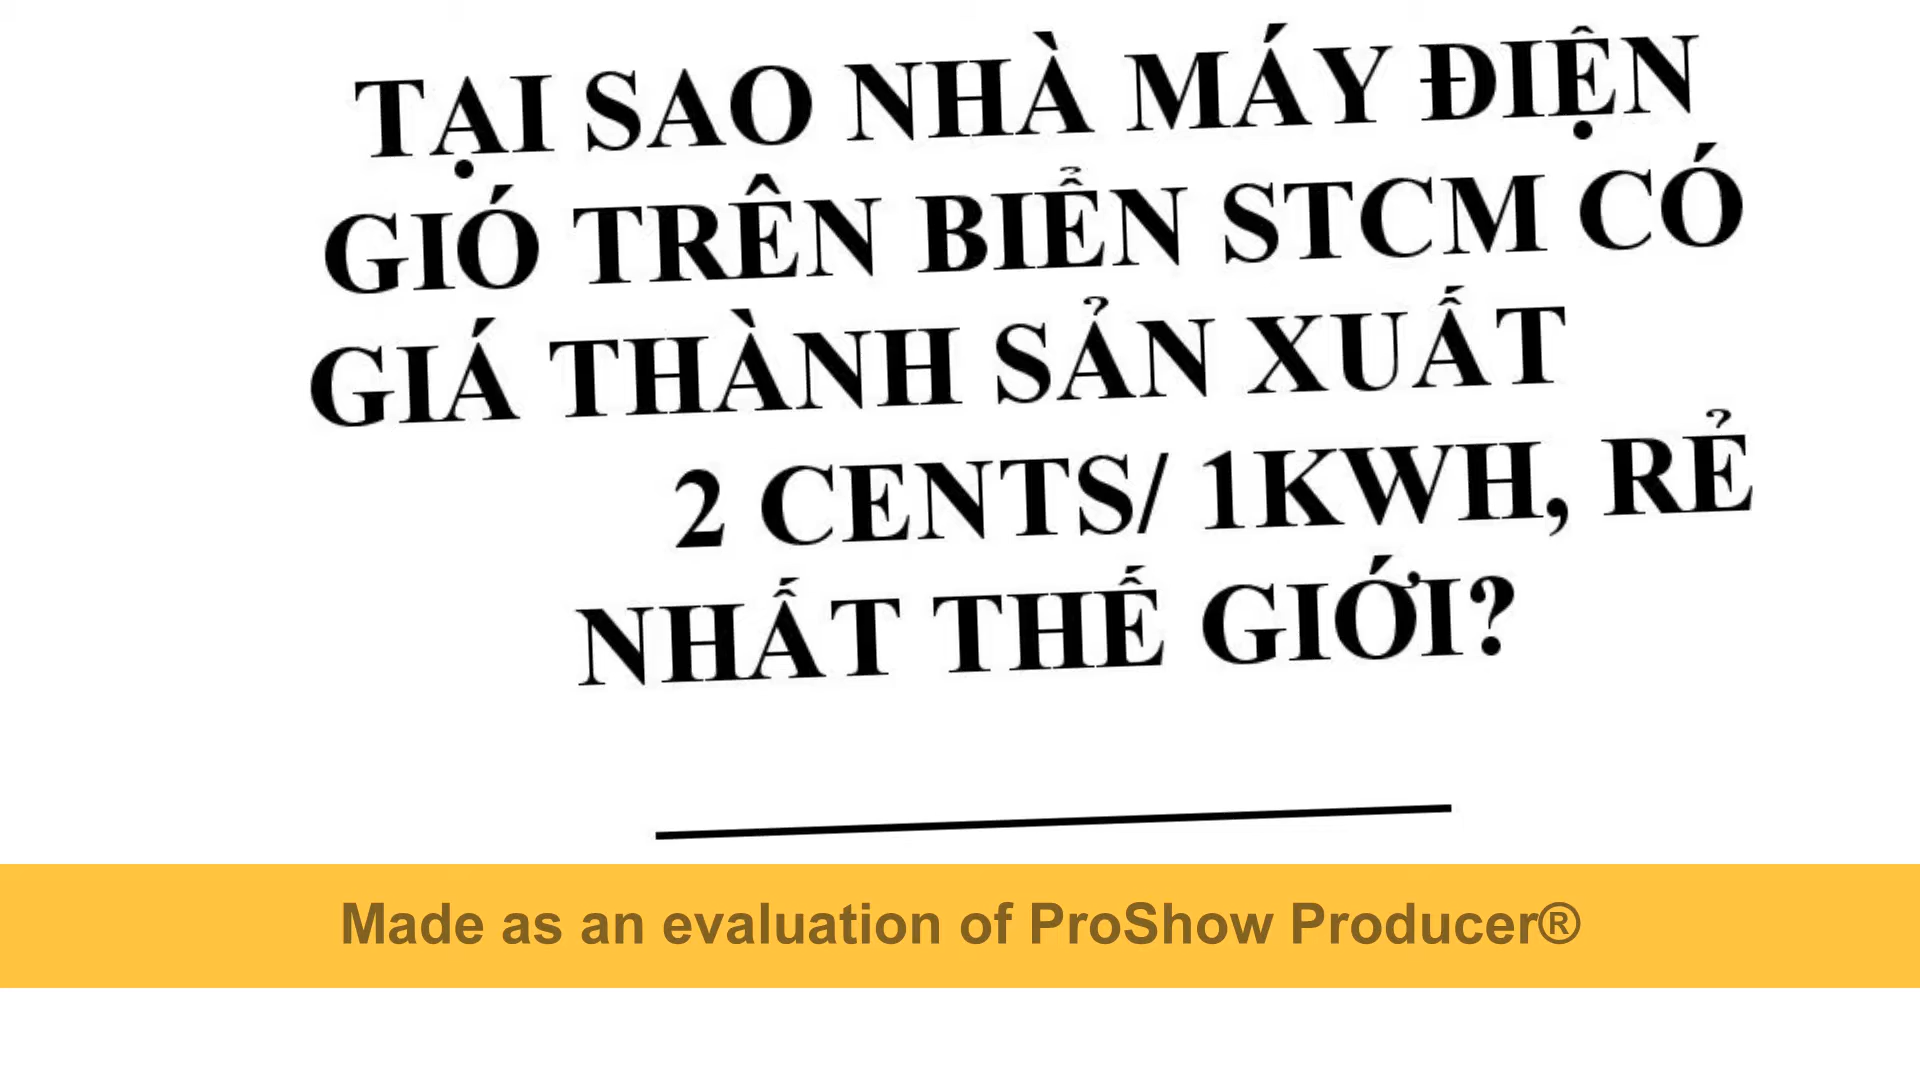 TẠI SAO NHÀ MÁY ĐIỆN
GIÓ TRÊN BIỂN STCM CÓ
GIÁ THÀNH SẢN XUẤT
2 CENTS/ 1KWH, RẺ
NHẤT THẾ GIỚI?
Made as an evaluation of ProShow Producer®